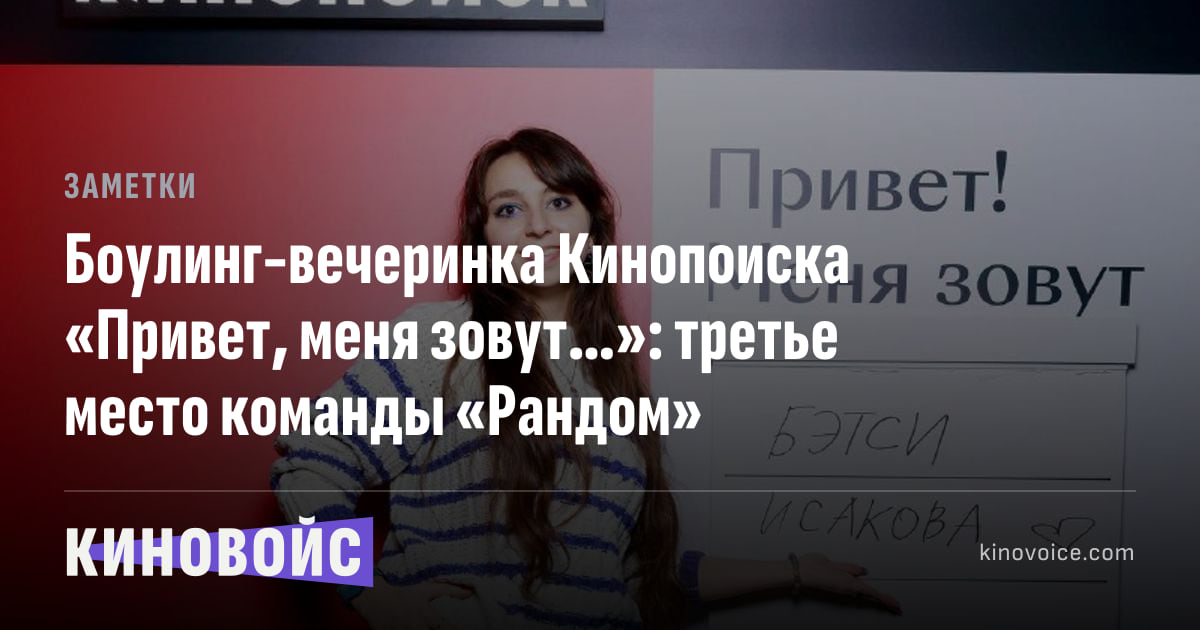 КИНОПОИСК
Привет!
Меня зовут
БЭТСИ
ИСАКОВА
ЗАМЕТКИ
Боулинг-вечеринка Кинопоиска
«Привет, меня зовут...»: третье
место команды «Рандом»
КИНОВОЙС
kinovoice.com